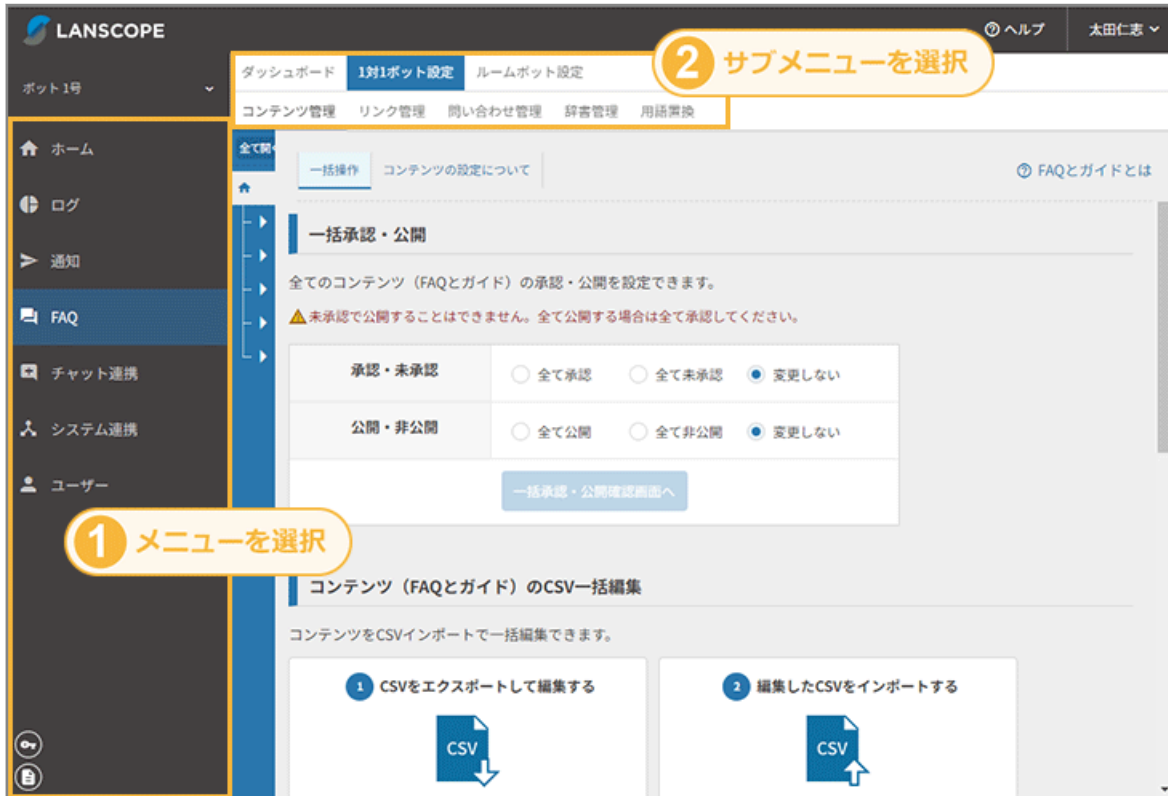 LANSCOPE
ヘルプ
太田仁志
ボット1号
ダッシュボード 1対1ボット設定 ルームボット設定
2 サブメニューを選択
コンテンツ管理 リンク管理 問い合わせ管理 辞書管理 用語置換
ホーム
ログ
通知
FAQ
チャット連携
システム連携
ユーザー
1 メニューを選択
全て開く
一括操作 コンテンツの設定について
FAQとガイドとは
一括承認・公開
全てのコンテンツ(FAQとガイド)の承認・公開を設定できます。
未承認で公開することはできません。全て公開する場合は全て承認してください。
承認・未承認 全て承認 全て未承認 変更しない
公開・非公開 全て公開 全て非公開 変更しない
一括承認・公開確認画面へ
コンテンツ(FAQとガイド)のCSV一括編集
コンテンツをCSVインポートで一括編集できます。
1 CSVをエクスポートして編集する
CSV
2 編集したCSVをインポートする
CSV